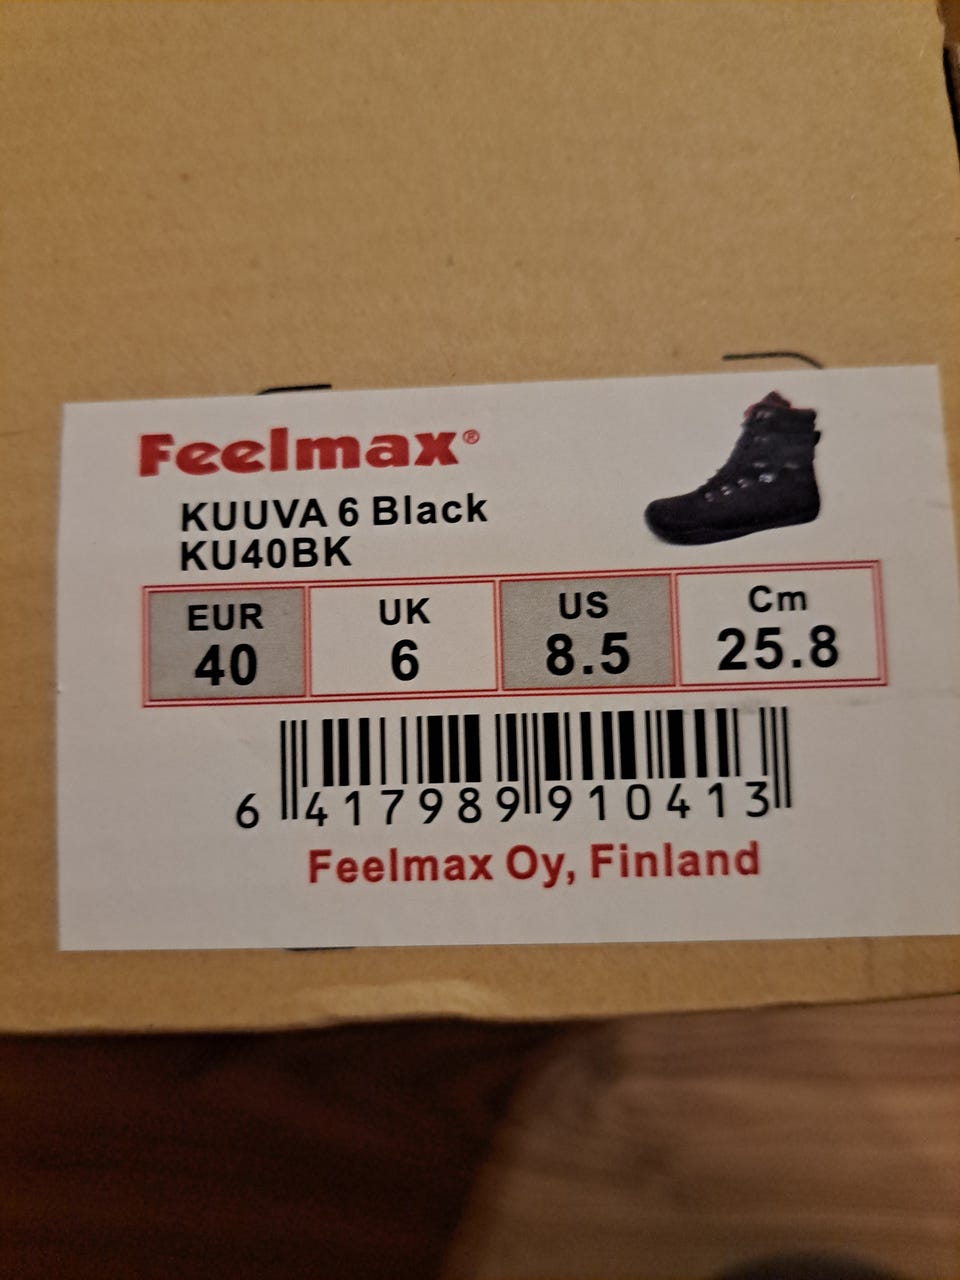 Feelmax®
KUUVA 6 Black
KU40BK
EUR UK US Cm
40 6 8.5 25.8
6 417989 910413
Feelmax Oy, Finland